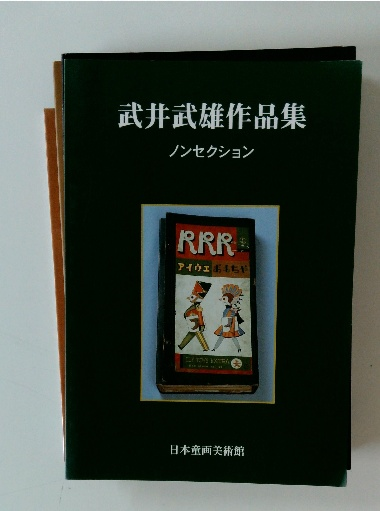 武井武雄作品集
ノンセクション
RRR
アイウエ おもちや
日本童画美術館